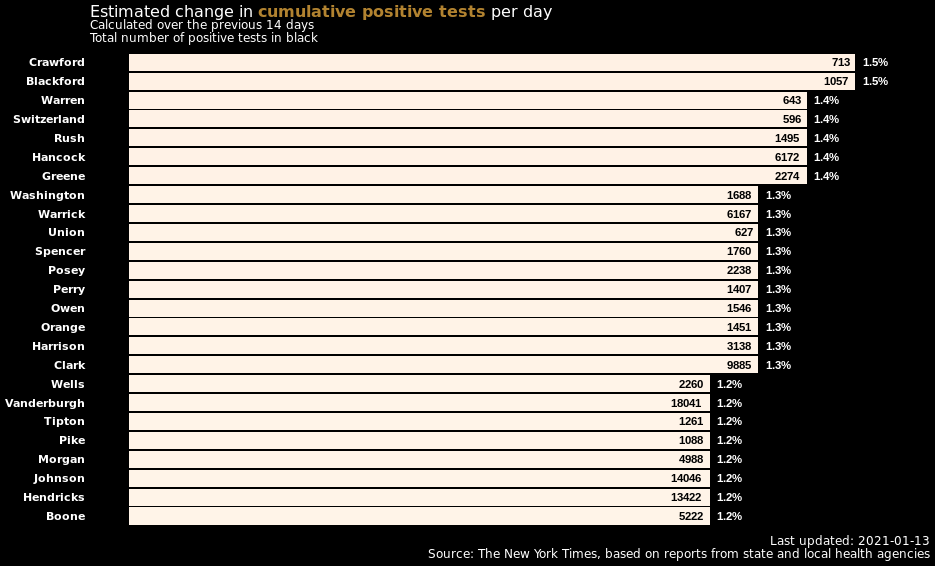 Estimated change in cumulative positive tests per day
Calculated over the previous 14 days
Total number of positive tests in black
Crawford 713 1.5%
Blackford 1057 1.5%
Warren 643 1.4%
Switzerland 596 1.4%
Rush 1495 1.4%
Hancock 6172 1.4%
Greene 2274 1.4%
Washington 1688 1.3%
Warrick 6167 1.3%
Union 627 1.3%
Spencer 1760 1.3%
Posey 2238 1.3%
Perry 1407 1.3%
Owen 1546 1.3%
Orange 1451 1.3%
Harrison 3138 1.3%
Clark 9885 1.3%
Wells 2260 1.2%
Vanderburgh 18041 1.2%
Tipton 1261 1.2%
Pike 1088 1.2%
Morgan 4988 1.2%
Johnson 14046 1.2%
Hendricks 13422 1.2%
Boone 5222 1.2%
Last updated: 2021-01-13
Source: The New York Times, based on reports from state and local health agencies